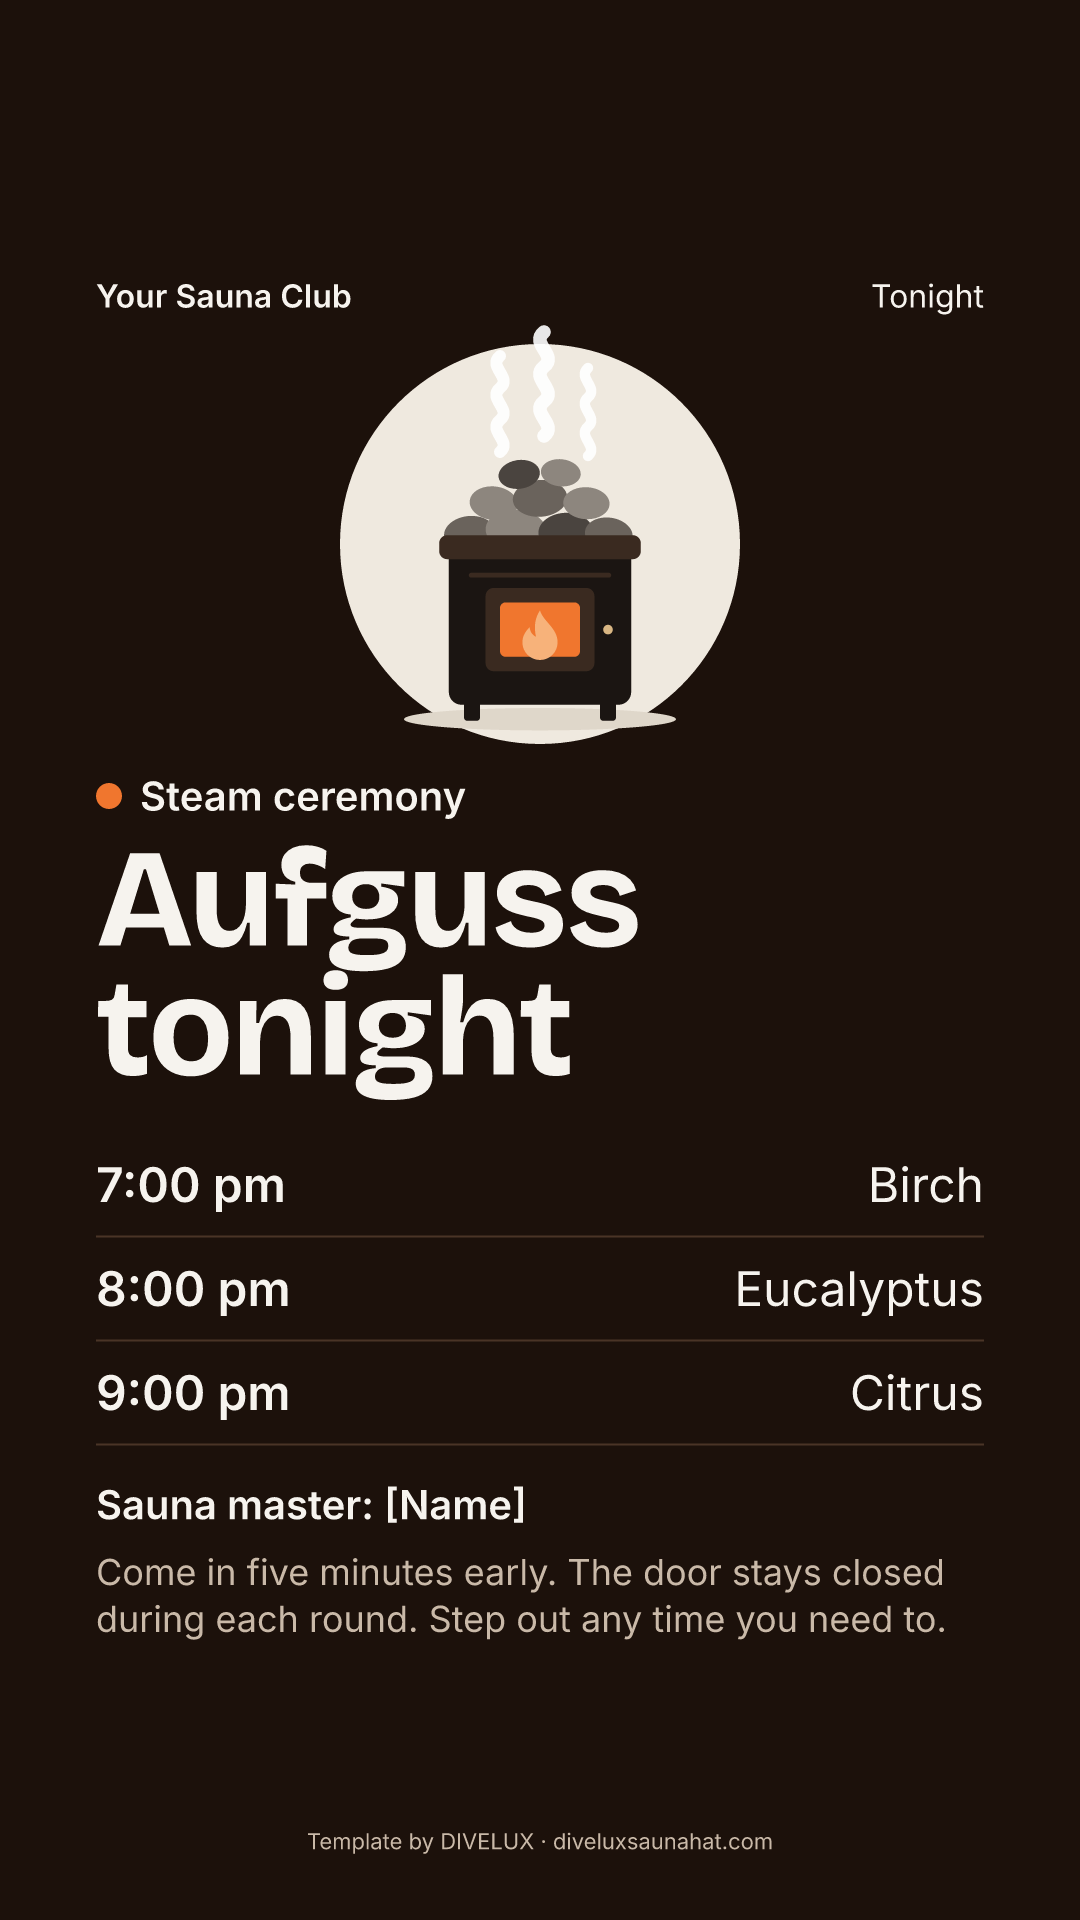 Your Sauna Club
Tonight
Steam ceremony
Aufguss
tonight
7:00 pm
Birch
8:00 pm
Eucalyptus
9:00 pm
Citrus
Sauna master: [Name]
Come in five minutes early. The door stays closed
during each round. Step out any time you need to.
Template by DIVELUX · diveluxsaunahat.com